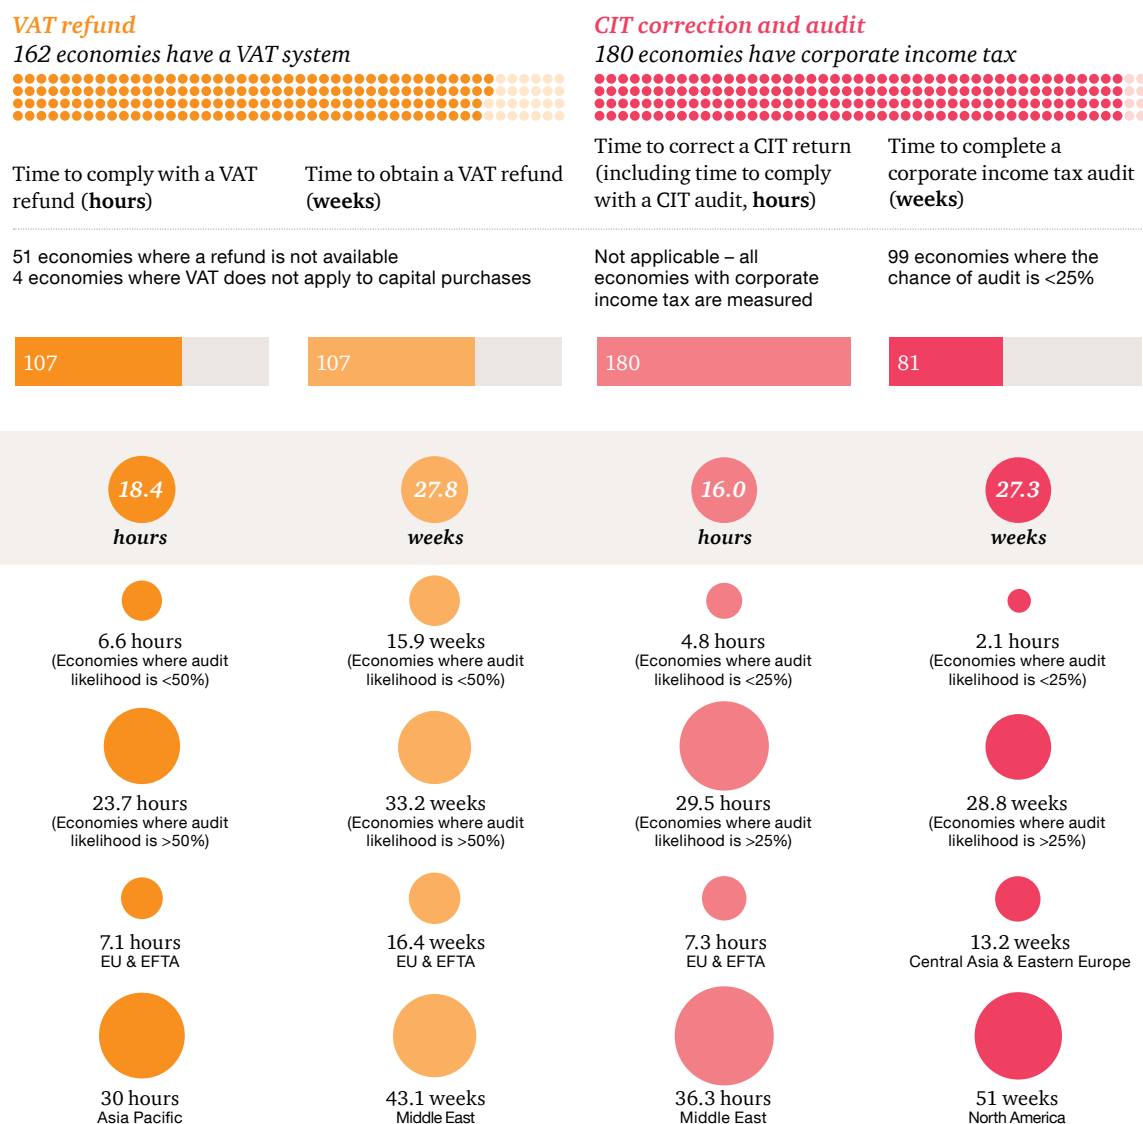 VAT refund
162 economies have a VAT system
CIT correction and audit
180 economies have corporate income tax
Time to comply with a VAT
refund (hours)
Time to obtain a VAT refund
(weeks)
Time to correct a CIT return
(including time to comply
with a CIT audit, hours)
Time to complete a
corporate income tax audit
(weeks)
51 economies where a refund is not available
4 economies where VAT does not apply to capital purchases
Not applicable – all
economies with corporate
income tax are measured
99 economies where the
chance of audit is <25%
107
107
180
81
18.4
hours
27.8
weeks
16.0
hours
27.3
weeks
6.6 hours
(Economies where audit
likelihood is <50%)
15.9 weeks
(Economies where audit
likelihood is <50%)
4.8 hours
(Economies where audit
likelihood is <25%)
2.1 hours
(Economies where audit
likelihood is <25%)
23.7 hours
(Economies where audit
likelihood is >50%)
33.2 weeks
(Economies where audit
likelihood is >50%)
29.5 hours
(Economies where audit
likelihood is >25%)
28.8 weeks
(Economies where audit
likelihood is >25%)
7.1 hours
EU & EFTA
16.4 weeks
EU & EFTA
7.3 hours
EU & EFTA
13.2 weeks
Central Asia & Eastern Europe
30 hours
Asia Pacific
43.1 weeks
Middle East
36.3 hours
Middle East
51 weeks
North America